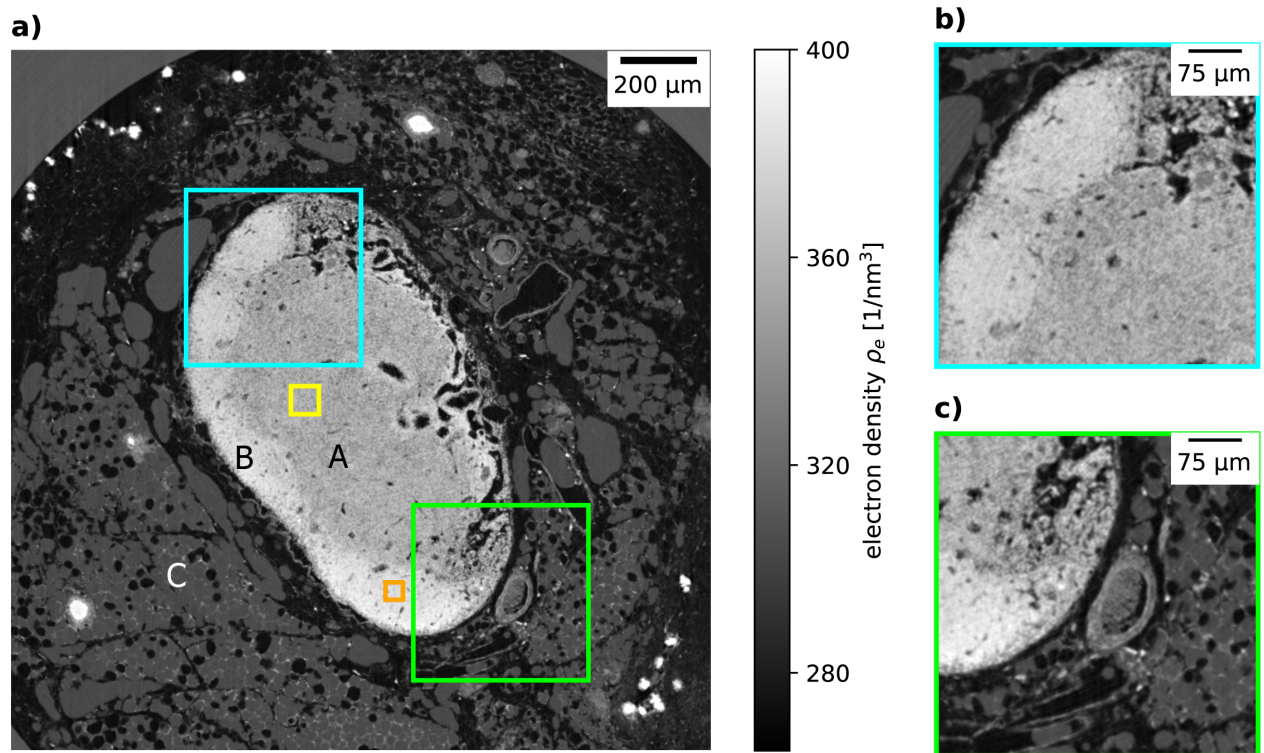 a)
200 μm
B
A
C
400
360
320
280
electron density ρe [1/nm³]
b)
75 μm
c)
75 μm